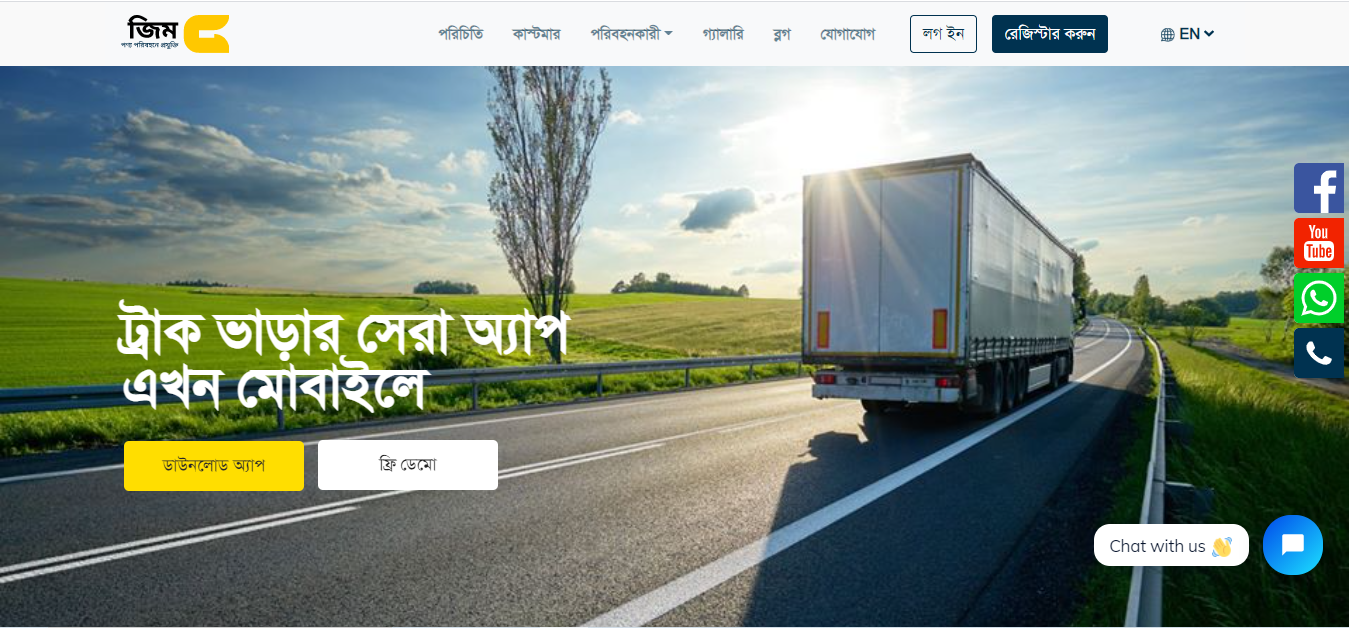 জিম
পণ্য পরিবহনে প্রযুক্তি
পরিচিতি
কাস্টমার
পরিবহনকারী
গ্যালারি
ব্লগ
যোগাযোগ
লগ ইন
রেজিস্টার করুন
EN
You
Tube
ট্রাক ভাড়ার সেরা অ্যাপ
এখন মোবাইলে
ডাউনলোড অ্যাপ
ফ্রি ডেমো
Chat with us 👋